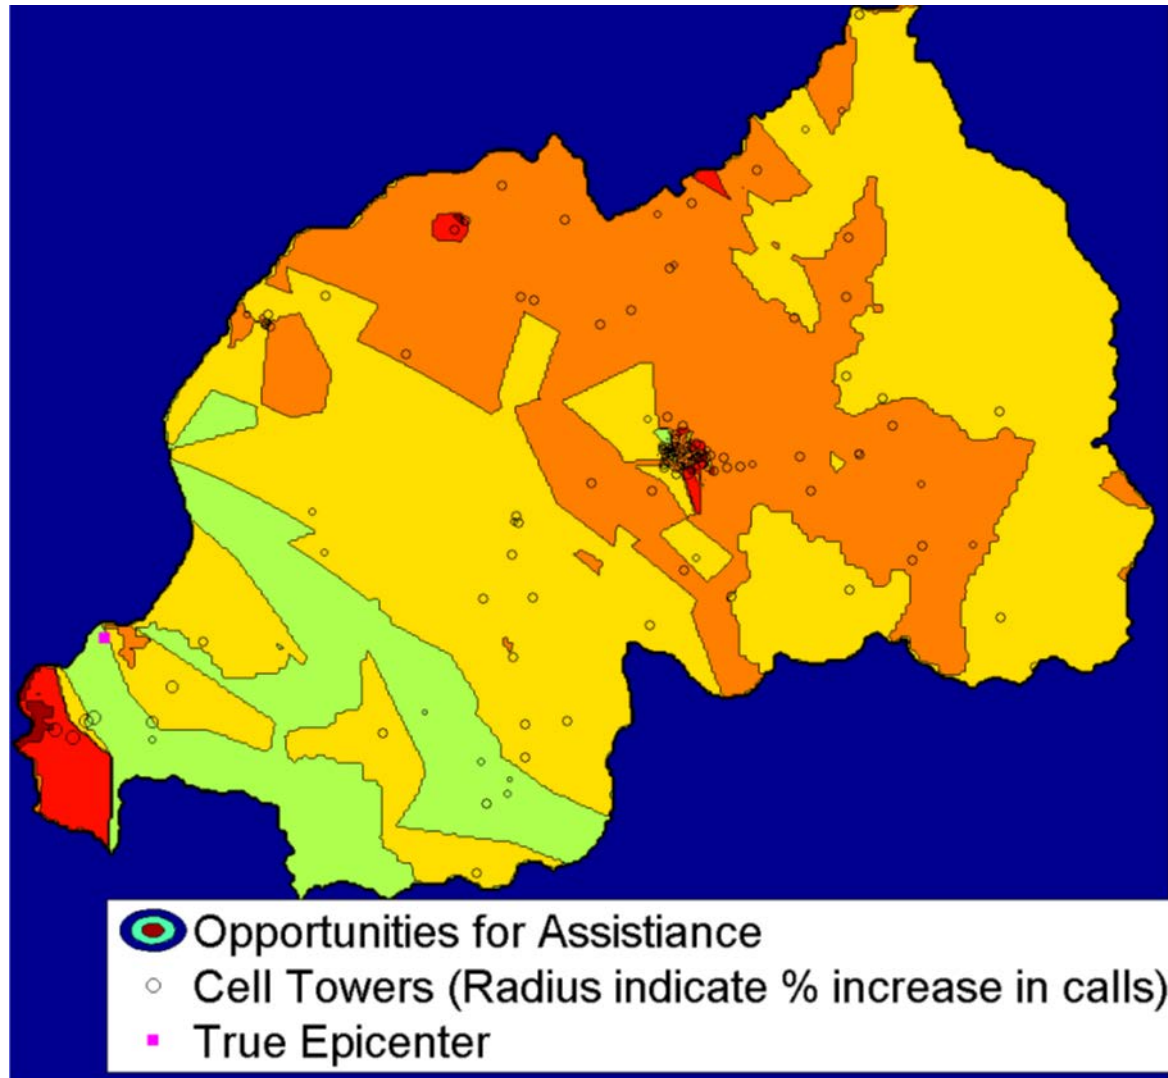 Opportunities for Assistiance
Cell Towers (Radius indicate % increase in calls)
True Epicenter